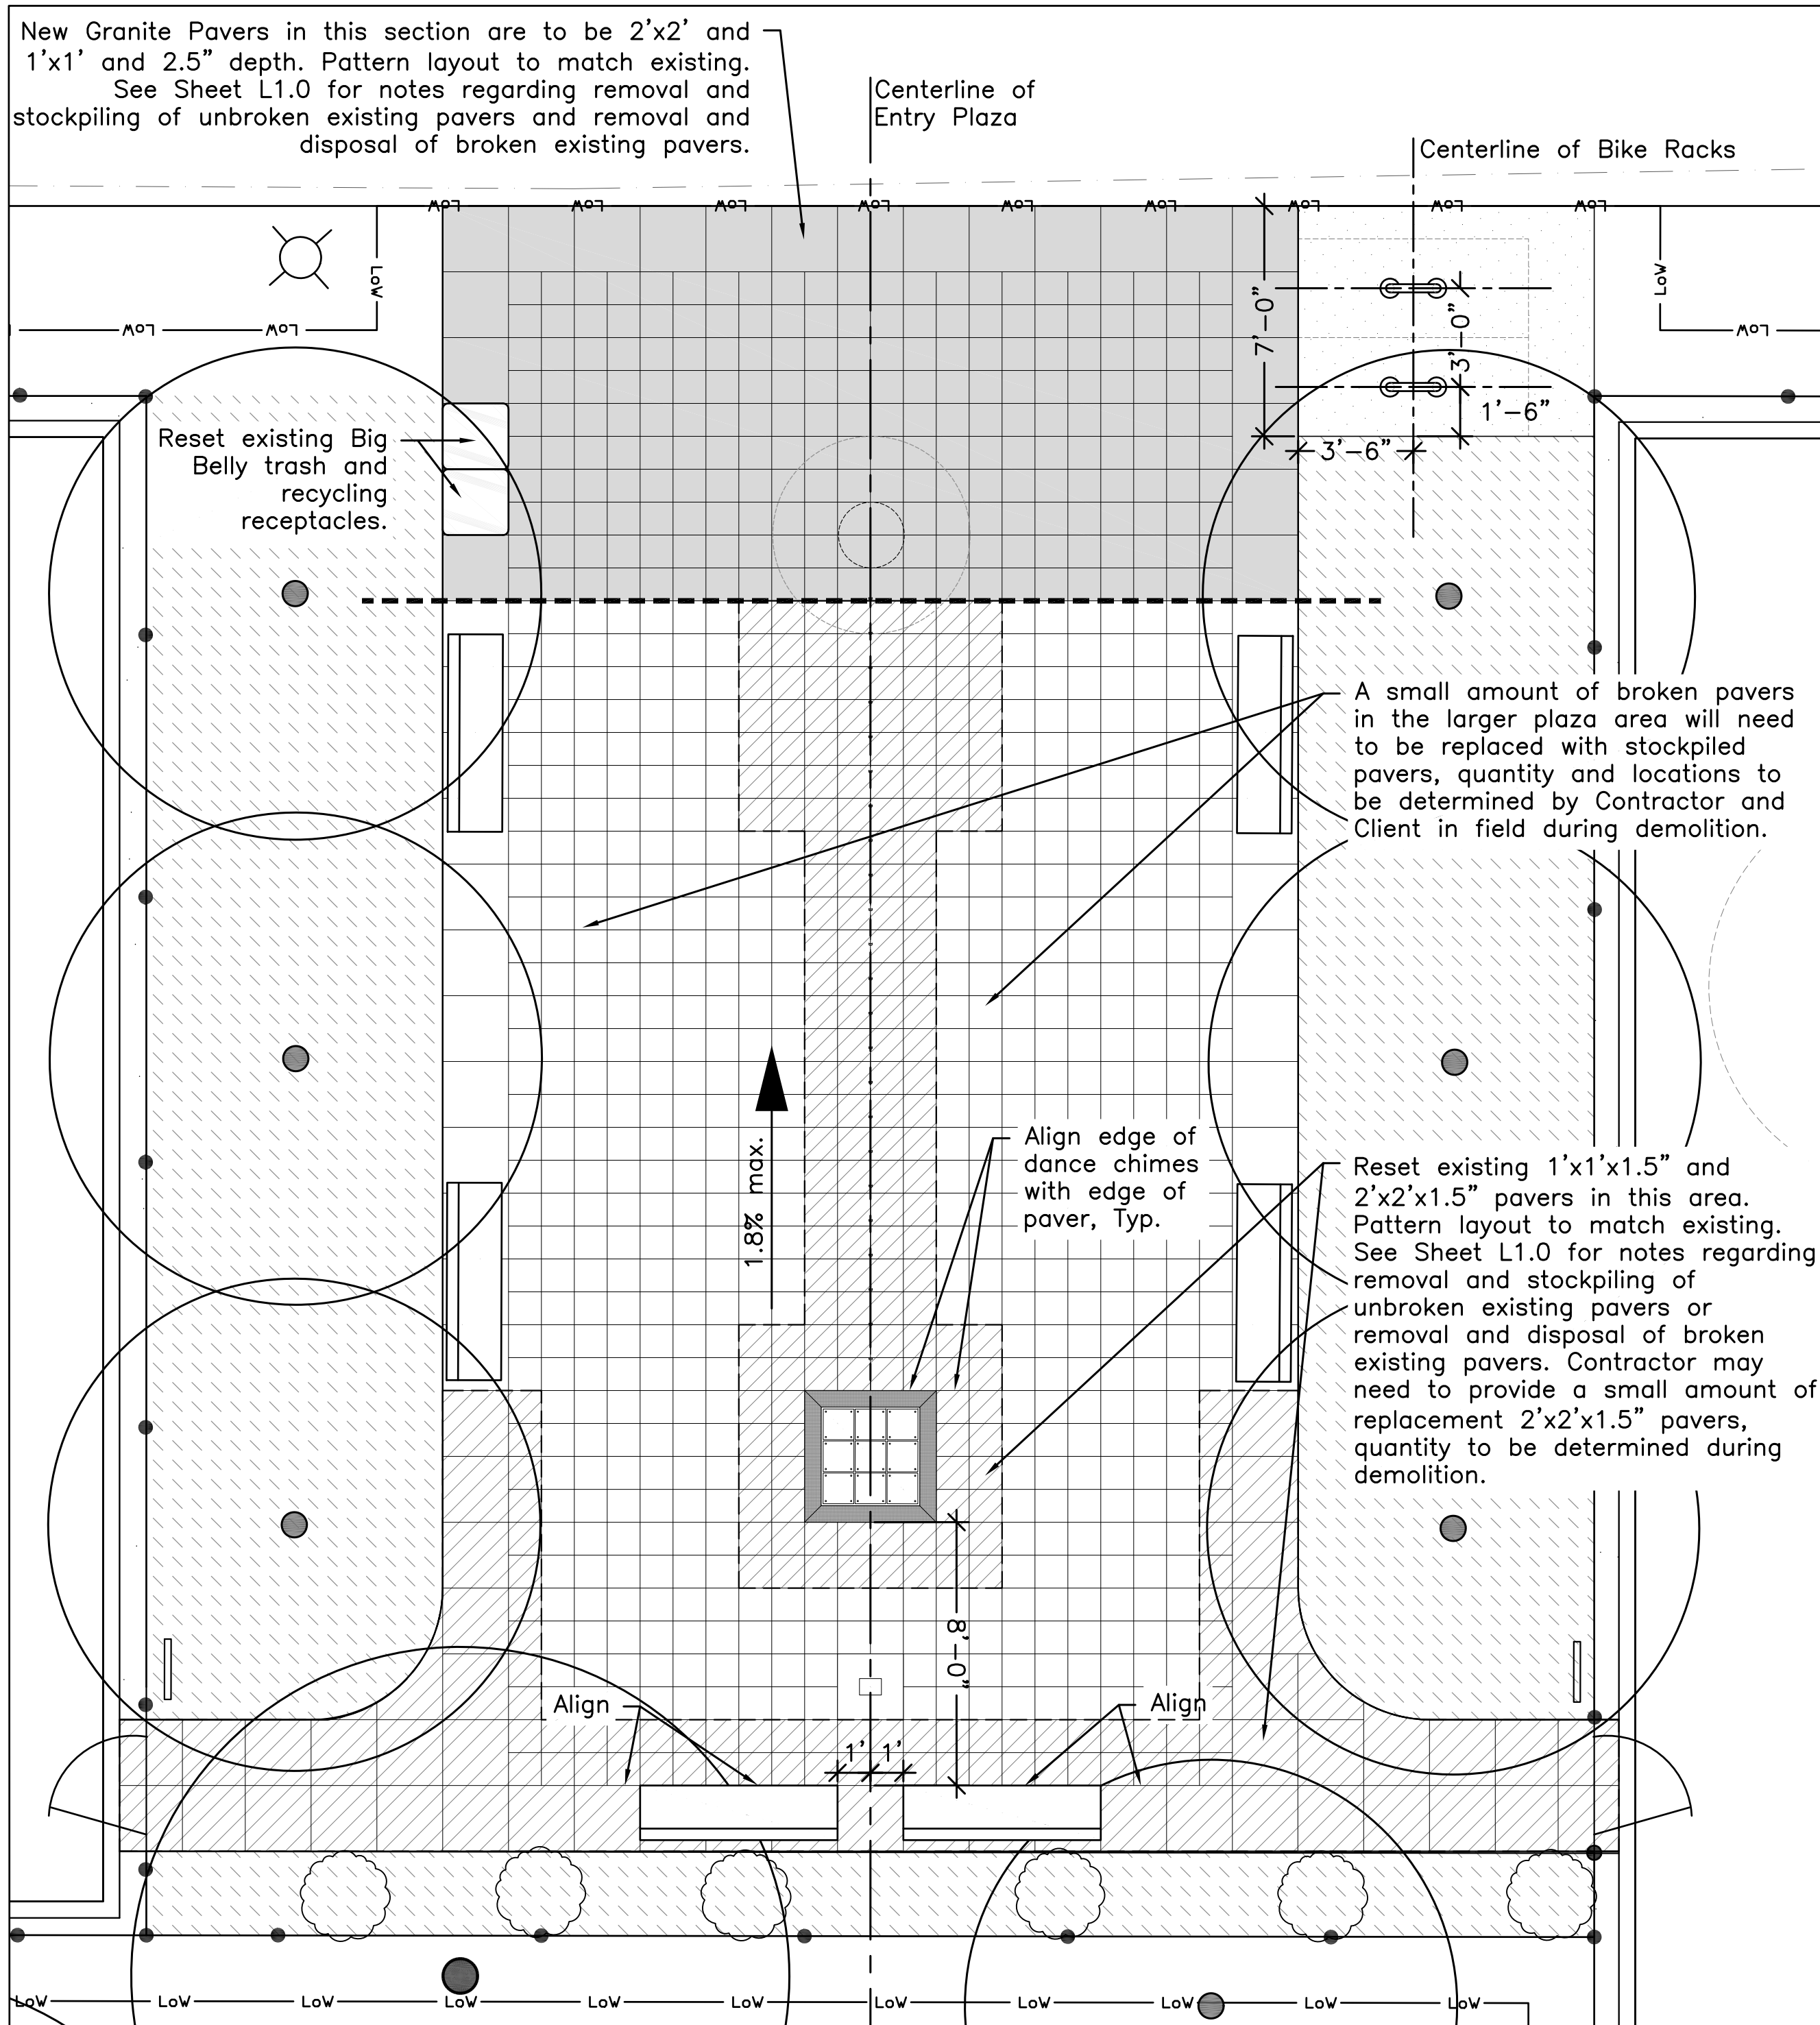 New Granite Pavers in this section are to be 2'x2' and
1'x1' and 2.5" depth. Pattern layout to match existing.
See Sheet L1.0 for notes regarding removal and
stockpiling of unbroken existing pavers and removal and
disposal of broken existing pavers.
Centerline of
Entry Plaza
Centerline of Bike Racks
LoW LoW LoW LoW LoW LoW LoW LoW LoW
LoW
LoW
LoW LoW
LoW
7'-0"
3'-0"
1'-6"
3'-6"
Reset existing Big
Belly trash and
recycling
receptacles.
A small amount of broken pavers
in the larger plaza area will need
to be replaced with stockpiled
pavers, quantity and locations to
be determined by Contractor and
Client in field during demolition.
1.8% max.
Align edge of
dance chimes
with edge of
paver, Typ.
Reset existing 1'x1'x1.5" and
2'x2'x1.5" pavers in this area.
Pattern layout to match existing.
See Sheet L1.0 for notes regarding
removal and stockpiling of
unbroken existing pavers or
removal and disposal of broken
existing pavers. Contractor may
need to provide a small amount of
replacement 2'x2'x1.5" pavers,
quantity to be determined during
demolition.
8'-0"
Align
Align
1' 1'
LoW LoW LoW LoW LoW LoW LoW LoW LoW LoW LoW